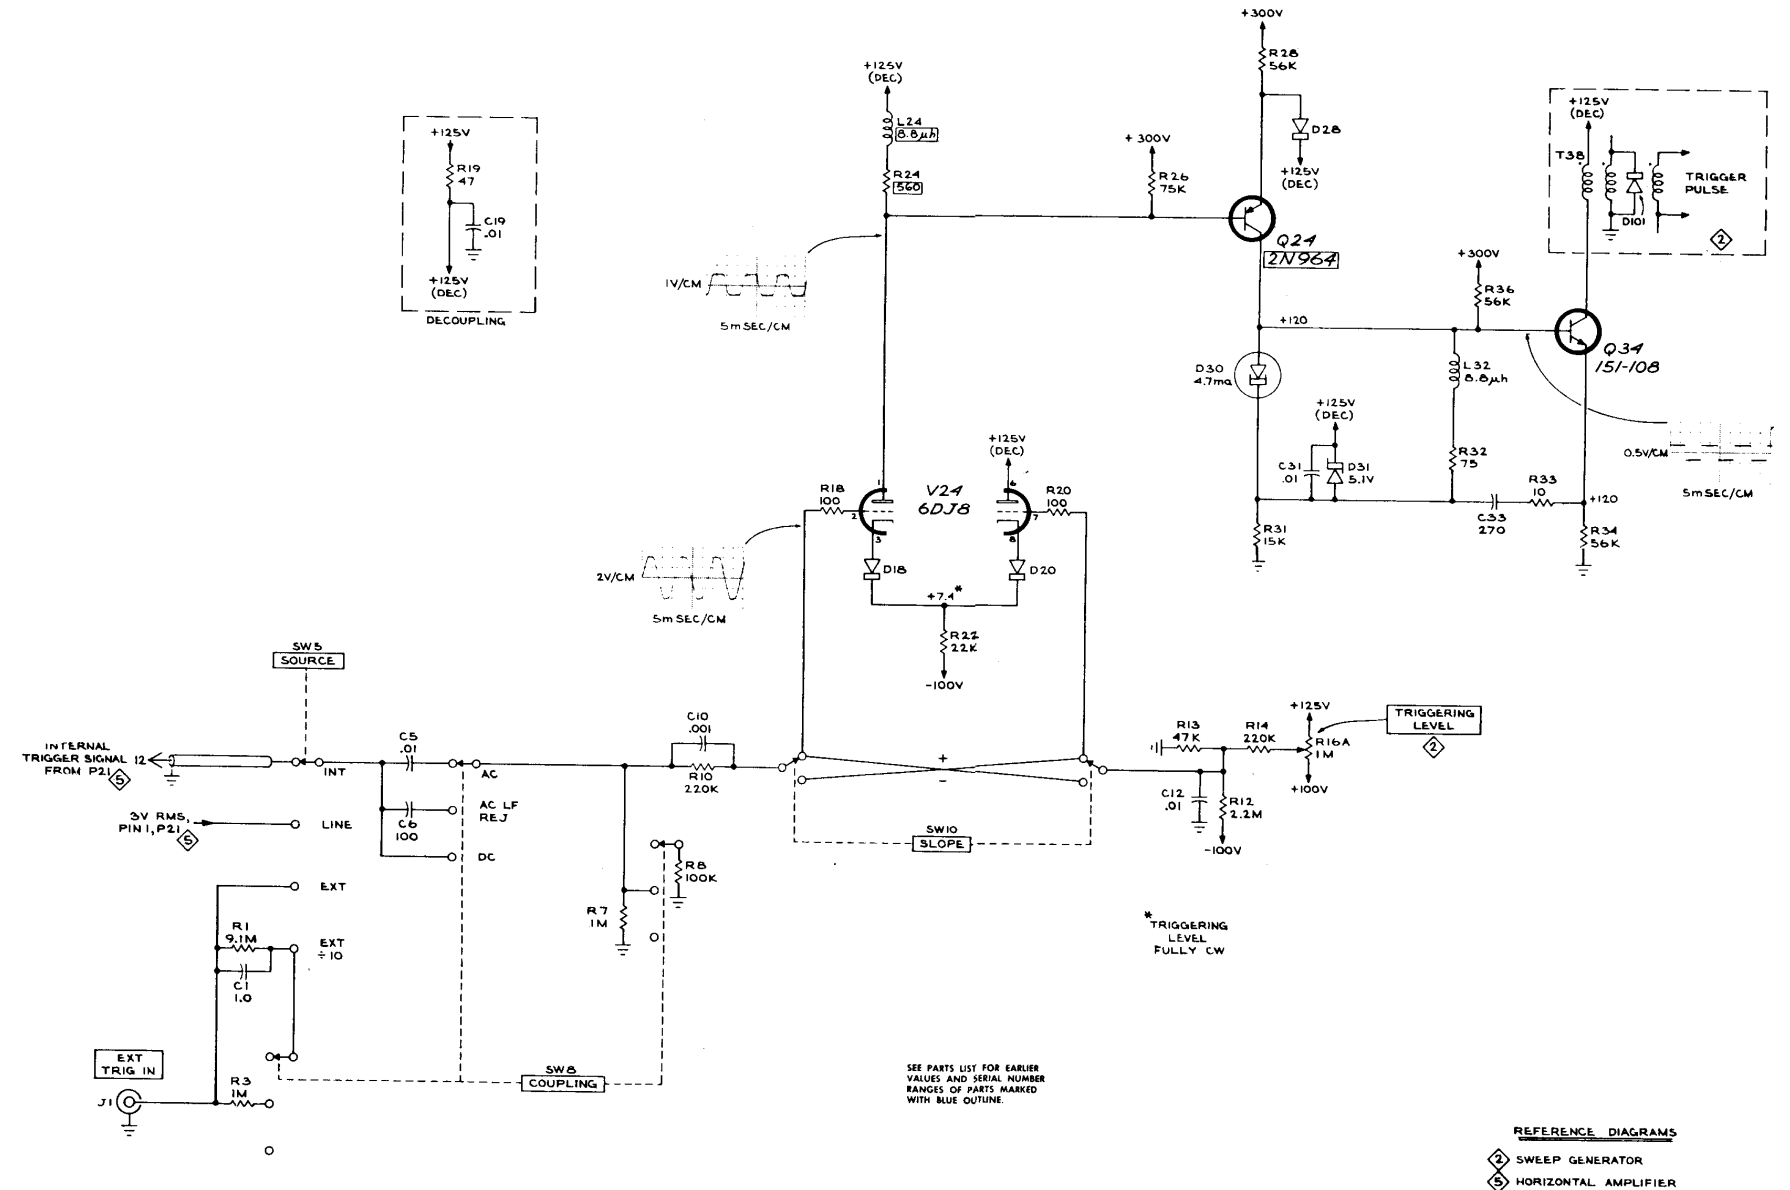 +300V
R28
56K
+125V
(DEC)
L24
8.8µh
R24
560
D28
+125V
(DEC)
+300V
R26
75K
Q24
2N964
+125V
R19
47
C19
.01
+125V
(DEC)
DECOUPLING
+125V
(DEC)
T38
D101
TRIGGER
PULSE
2
1V/CM
5mSEC/CM
+300V
R36
56K
+120
Q34
151-108
D30
4.7ma
L32
8.8µh
+125V
(DEC)
C31
.01
D31
5.1V
R32
75
R33
10
C33
270
+120
R31
15K
R34
56K
0.5V/CM
5mSEC/CM
+125V
(DEC)
R18
100
1
2
3
V24
6DJ8
6
7
8
R20
100
D18
D20
+7.4*
R22
22K
-100V
2V/CM
5mSEC/CM
SW5
SOURCE
INTERNAL
TRIGGER SIGNAL 12
FROM P21 5
INT
C5
.01
AC
C6
100
AC LF
REJ
DC
3V RMS,
PIN 1, P21
5
LINE
EXT
R1
9.1M
C1
1.0
EXT
÷10
EXT
TRIG IN
J1
R3
1M
SW8
COUPLING
C10
.001
R10
220K
R7
1M
R8
100K
+
-
SW10
SLOPE
R13
47K
R14
220K
+125V
R16A
1M
+100V
TRIGGERING
LEVEL
2
C12
.01
R12
2.2M
-100V
*TRIGGERING
LEVEL
FULLY CW
SEE PARTS LIST FOR EARLIER
VALUES AND SERIAL NUMBER
RANGES OF PARTS MARKED
WITH BLUE OUTLINE.
REFERENCE DIAGRAMS
2 SWEEP GENERATOR
5 HORIZONTAL AMPLIFIER